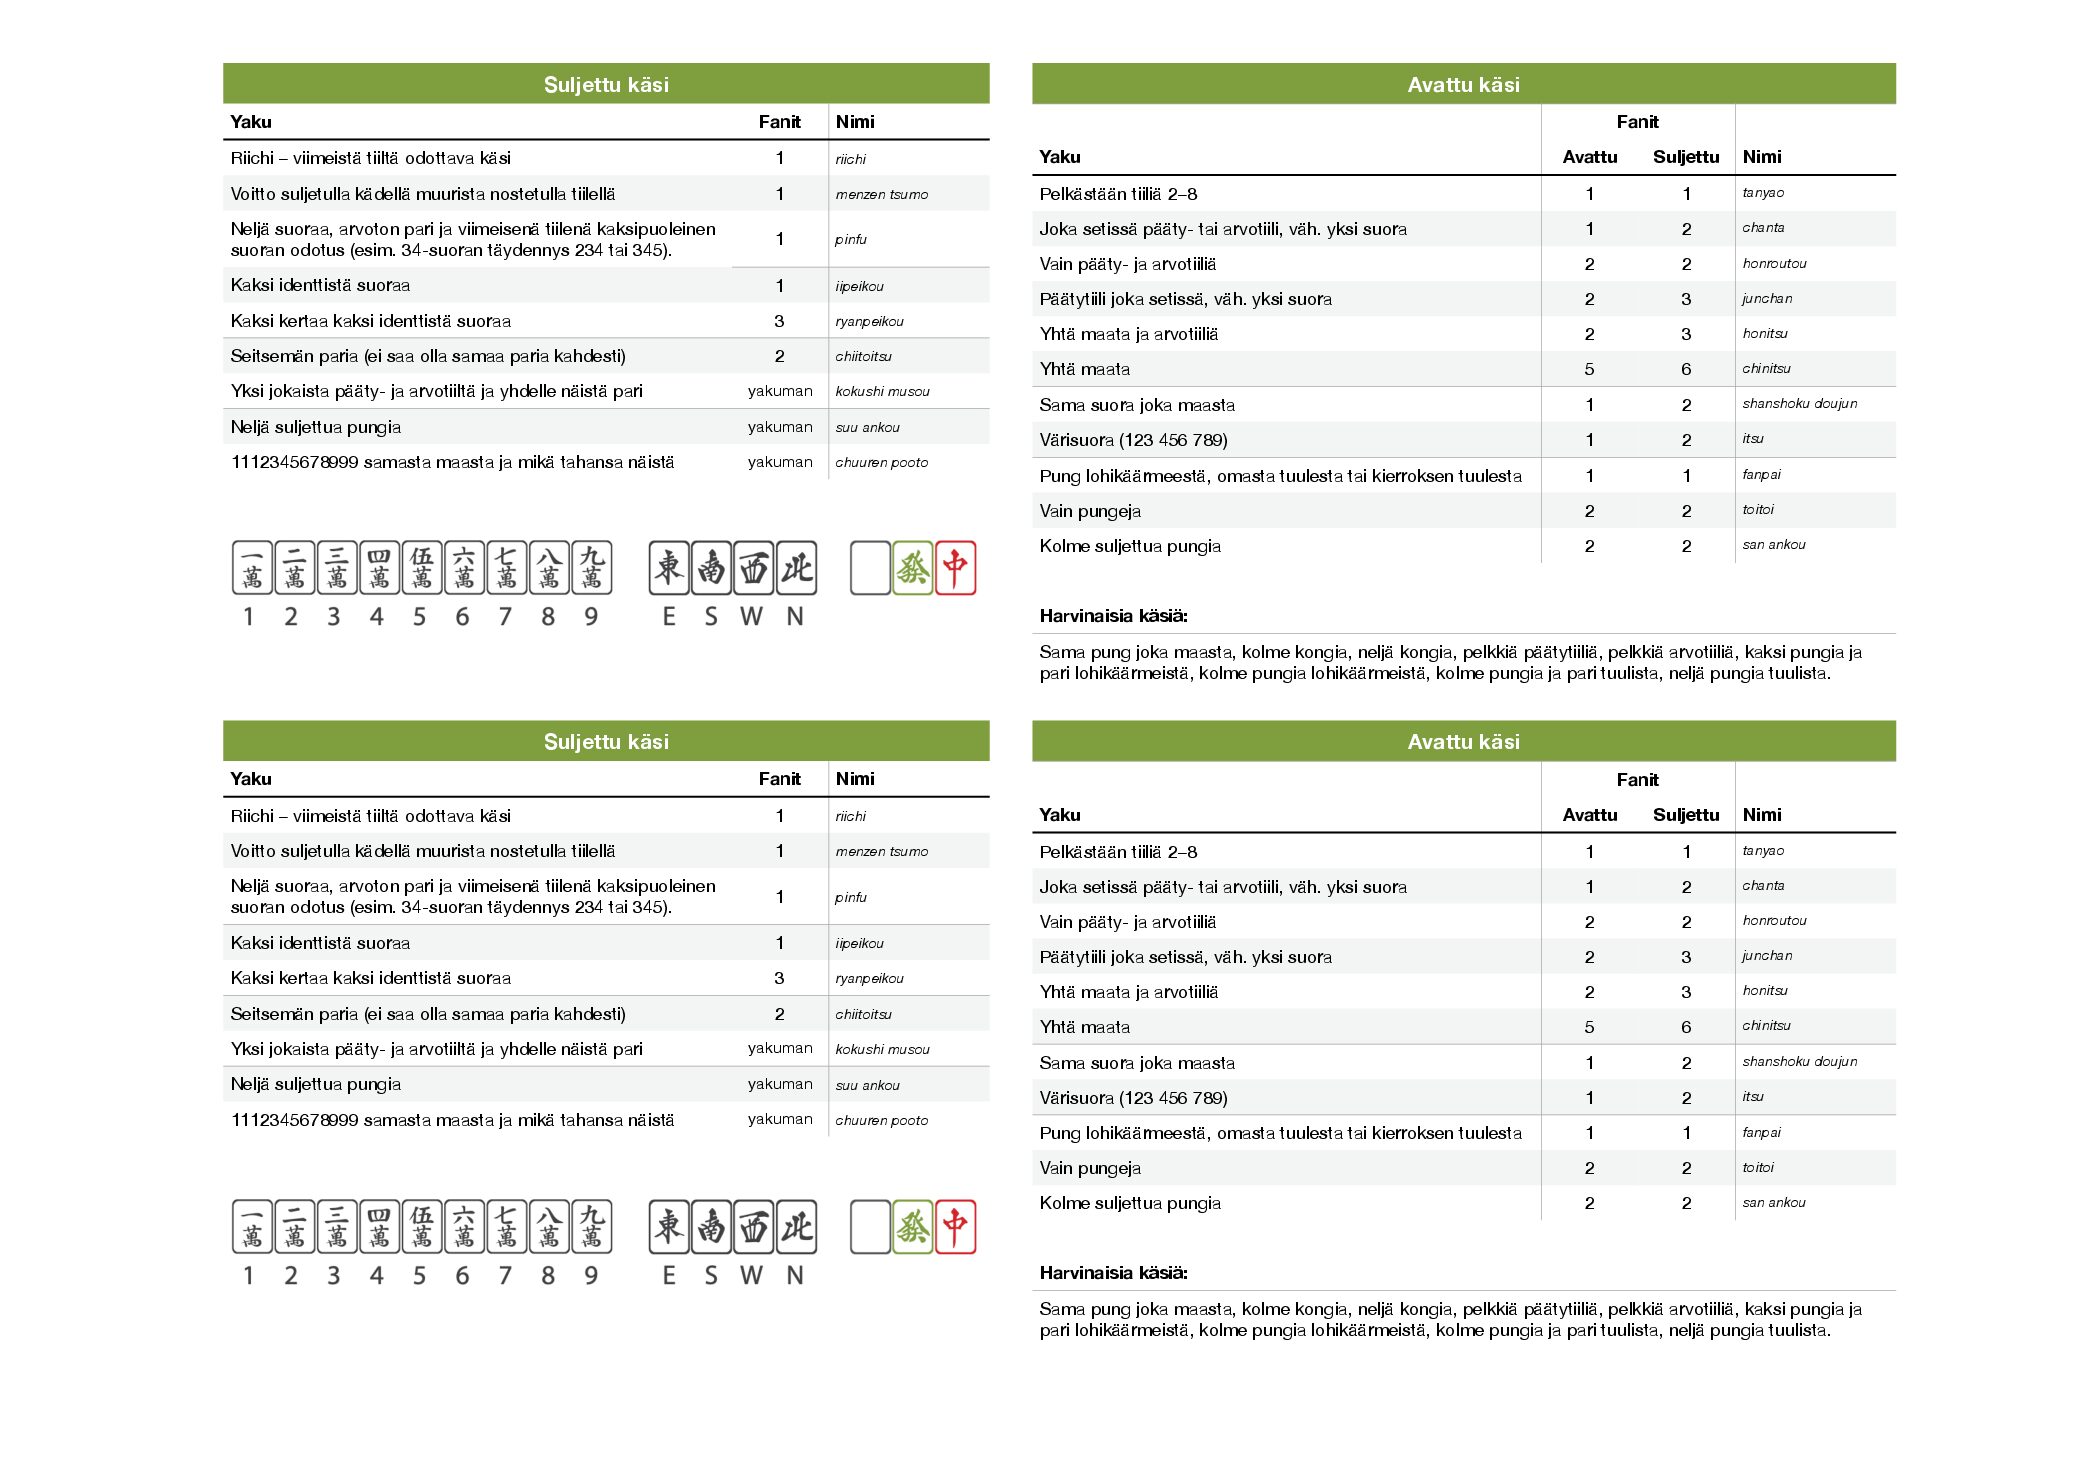 Suljettu käsi
Yaku Fanit Nimi
Riichi – viimeistä tiiltä odottava käsi 1 riichi
Voitto suljetulla kädellä muurista nostetulla tiilellä 1 menzen tsumo
Neljä suoraa, arvoton pari ja viimeisenä tiilenä kaksipuoleinen
suoran odotus (esim. 34-suoran täydennys 234 tai 345). 1 pinfu
Kaksi identtistä suoraa 1 iipeikou
Kaksi kertaa kaksi identtistä suoraa 3 ryanpeikou
Seitsemän paria (ei saa olla samaa paria kahdesti) 2 chiitoitsu
Yksi jokaista pääty- ja arvotiiltä ja yhdelle näistä pari yakuman kokushi musou
Neljä suljettua pungia yakuman suu ankou
1112345678999 samasta maasta ja mikä tahansa näistä yakuman chuuren pooto
一萬 二萬 三萬 四萬 伍萬 六萬 七萬 八萬 九萬 東 南 西 北 發 中
1 2 3 4 5 6 7 8 9 E S W N
Avattu käsi
Fanit
Yaku Avattu Suljettu Nimi
Pelkästään tiiliä 2–8 1 1 tanyao
Joka setissä pääty- tai arvotiili, väh. yksi suora 1 2 chanta
Vain pääty- ja arvotiiliä 2 2 honroutou
Päätytiili joka setissä, väh. yksi suora 2 3 junchan
Yhtä maata ja arvotiiliä 2 3 honitsu
Yhtä maata 5 6 chinitsu
Sama suora joka maasta 1 2 shanshoku doujun
Värisuora (123 456 789) 1 2 itsu
Pung lohikäärmeestä, omasta tuulesta tai kierroksen tuulesta 1 1 fanpai
Vain pungeja 2 2 toitoi
Kolme suljettua pungia 2 2 san ankou
Harvinaisia käsiä:
Sama pung joka maasta, kolme kongia, neljä kongia, pelkkiä päätytiiliä, pelkkiä arvotiiliä, kaksi pungia ja
pari lohikäärmeistä, kolme pungia lohikäärmeistä, kolme pungia ja pari tuulista, neljä pungia tuulista.
Suljettu käsi
Yaku Fanit Nimi
Riichi – viimeistä tiiltä odottava käsi 1 riichi
Voitto suljetulla kädellä muurista nostetulla tiilellä 1 menzen tsumo
Neljä suoraa, arvoton pari ja viimeisenä tiilenä kaksipuoleinen
suoran odotus (esim. 34-suoran täydennys 234 tai 345). 1 pinfu
Kaksi identtistä suoraa 1 iipeikou
Kaksi kertaa kaksi identtistä suoraa 3 ryanpeikou
Seitsemän paria (ei saa olla samaa paria kahdesti) 2 chiitoitsu
Yksi jokaista pääty- ja arvotiiltä ja yhdelle näistä pari yakuman kokushi musou
Neljä suljettua pungia yakuman suu ankou
1112345678999 samasta maasta ja mikä tahansa näistä yakuman chuuren pooto
一萬 二萬 三萬 四萬 伍萬 六萬 七萬 八萬 九萬 東 南 西 北 發 中
1 2 3 4 5 6 7 8 9 E S W N
Avattu käsi
Fanit
Yaku Avattu Suljettu Nimi
Pelkästään tiiliä 2–8 1 1 tanyao
Joka setissä pääty- tai arvotiili, väh. yksi suora 1 2 chanta
Vain pääty- ja arvotiiliä 2 2 honroutou
Päätytiili joka setissä, väh. yksi suora 2 3 junchan
Yhtä maata ja arvotiiliä 2 3 honitsu
Yhtä maata 5 6 chinitsu
Sama suora joka maasta 1 2 shanshoku doujun
Värisuora (123 456 789) 1 2 itsu
Pung lohikäärmeestä, omasta tuulesta tai kierroksen tuulesta 1 1 fanpai
Vain pungeja 2 2 toitoi
Kolme suljettua pungia 2 2 san ankou
Harvinaisia käsiä:
Sama pung joka maasta, kolme kongia, neljä kongia, pelkkiä päätytiiliä, pelkkiä arvotiiliä, kaksi pungia ja
pari lohikäärmeistä, kolme pungia lohikäärmeistä, kolme pungia ja pari tuulista, neljä pungia tuulista.